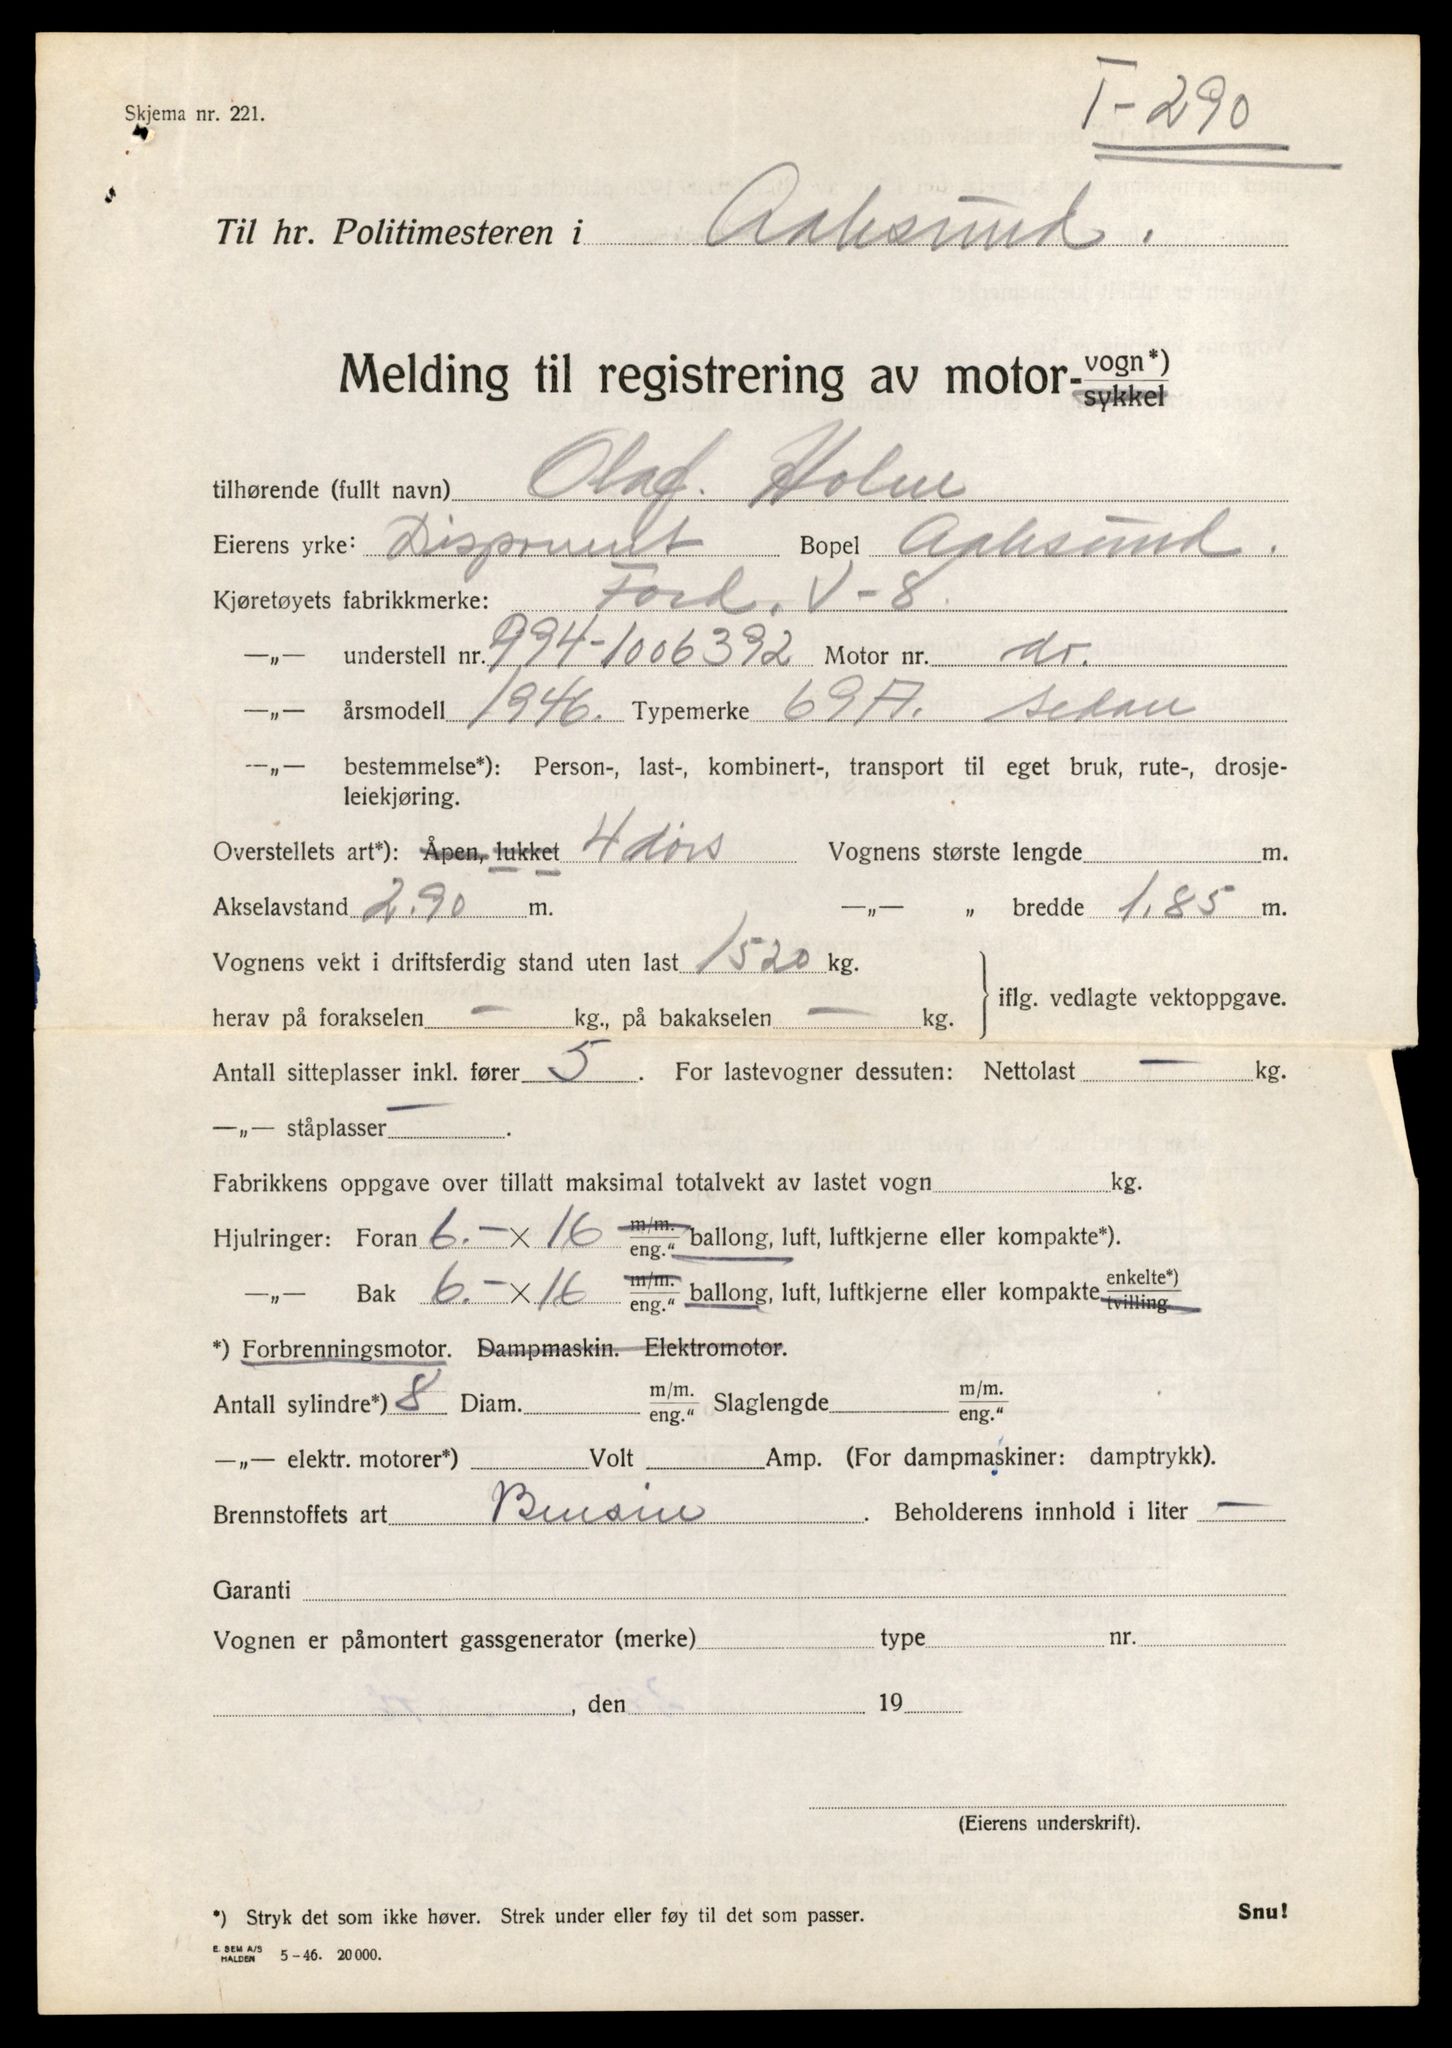 T-290
Skjema nr. 221.
Til hr. Politimesteren i Aalesund.
Melding til registrering av motor-vogn*)
sykkel
tilhørende (fullt navn) Olaf. Holm
Eierens yrke: Disponent Bopel Aalesund.
Kjøretøyets fabrikkmerke: Ford. V-8
—„— understell nr. 994-1006392 Motor nr. do.
—„— årsmodell 1946. Typemerke 69A. sedan
—„— bestemmelse*): Person-, last-, kombinert-, transport til eget bruk, rute-, drosje-
leiekjøring.
Overstellets art*): Åpen, lukket 4 dørs Vognens største lengde m.
Akselavstand 2.90 m. —„— „ bredde 1.85 m.
Vognens vekt i driftsferdig stand uten last 1520 kg.
iflg. vedlagte vektoppgave.
herav på forakselen — kg., på bakakselen — kg.
Antall sitteplasser inkl. fører 5. For lastevogner dessuten: Nettolast — kg.
—„— ståplasser —.
Fabrikkens oppgave over tillatt maksimal totalvekt av lastet vogn kg.
Hjulringer: Foran 6.— × 16 m/m. eng.“ ballong, luft, luftkjerne eller kompakte*).
—„— Bak 6.— × 16 m/m. eng.“ ballong, luft, luftkjerne eller kompakte enkelte*) tvilling
*) Forbrenningsmotor. Dampmaskin. Elektromotor.
Antall sylindre*) 8 Diam. m/m. eng.“ Slaglengde m/m. eng.“
—„— elektr. motorer*) Volt Amp. (For dampmaskiner: damptrykk).
Brennstoffets art Bensin. Beholderens innhold i liter —
Garanti
Vognen er påmontert gassgenerator (merke) type nr.
, den 19
(Eierens underskrift).
*) Stryk det som ikke høver. Strek under eller føy til det som passer. Snu!
E. SEM A/S
HALDEN 5-46. 20 000.